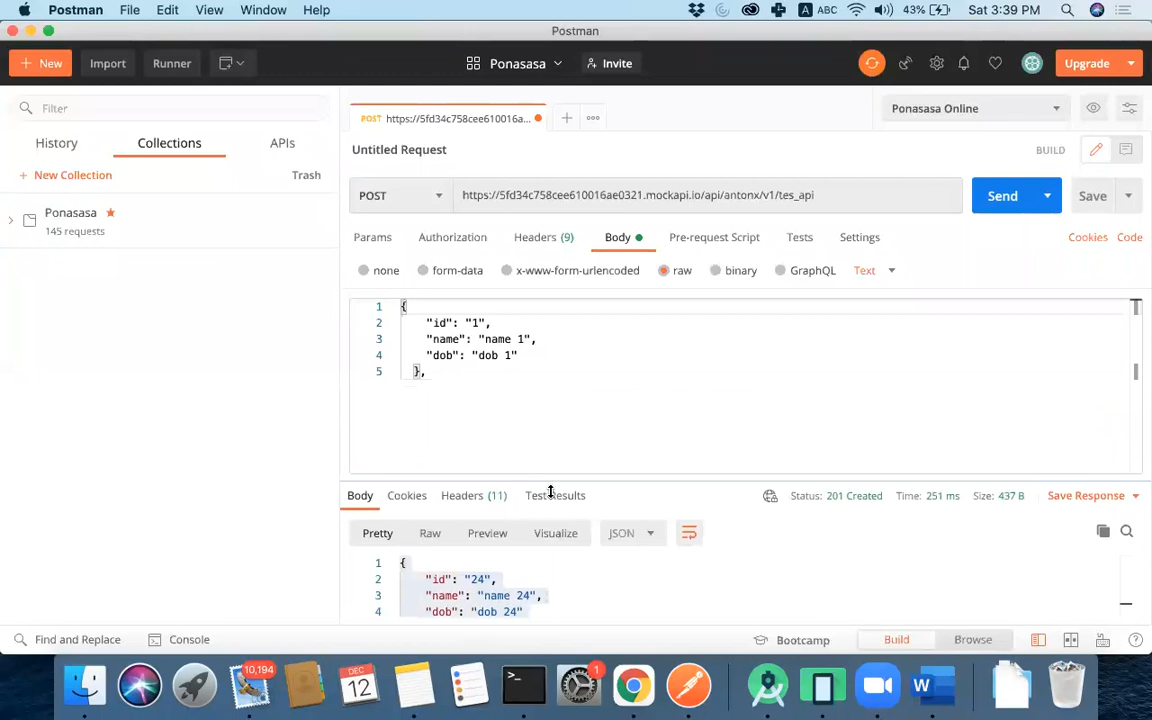 Postman File Edit View Window Help A ABC 43% Sat 3:39 PM
Postman
+ New Import Runner Ponasasa Invite Upgrade
Filter
History Collections APIs
+ New Collection Trash
Ponasasa
145 requests
POST https://5fd34c758cee610016a... Ponasasa Online
Untitled Request BUILD
POST https://5fd34c758cee610016ae0321.mockapi.io/api/antonx/v1/tes_api Send Save
Params Authorization Headers (9) Body Pre-request Script Tests Settings Cookies Code
none form-data x-www-form-urlencoded raw binary GraphQL Text
1 {
2 "id": "1",
3 "name": "name 1",
4 "dob": "dob 1"
5 },
Body Cookies Headers (11) Test Results Status: 201 Created Time: 251 ms Size: 437 B Save Response
Pretty Raw Preview Visualize JSON
1 {
2 "id": "24",
3 "name": "name 24",
4 "dob": "dob 24"
Find and Replace Console Bootcamp Build Browse
10,194
DEC
12
>_
1
W